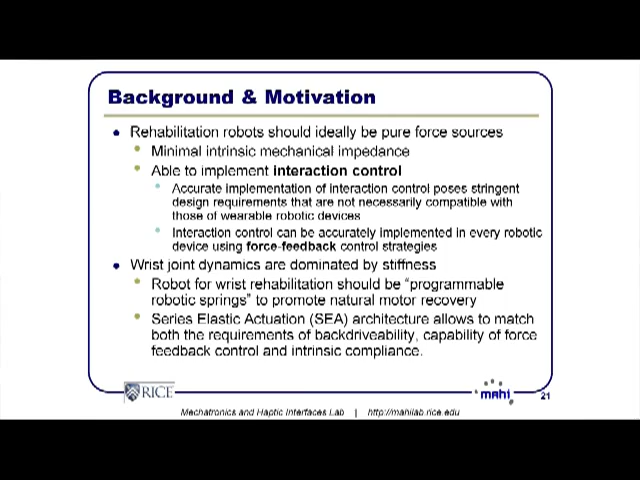 Background & Motivation
• Rehabilitation robots should ideally be pure force sources
• Minimal intrinsic mechanical impedance
• Able to implement interaction control
• Accurate implementation of interaction control poses stringent
design requirements that are not necessarily compatible with
those of wearable robotic devices
• Interaction control can be accurately implemented in every robotic
device using force-feedback control strategies
• Wrist joint dynamics are dominated by stiffness
• Robot for wrist rehabilitation should be “programmable
robotic springs” to promote natural motor recovery
• Series Elastic Actuation (SEA) architecture allows to match
both the requirements of backdriveability, capability of force
feedback control and intrinsic compliance.
RICE
mahi
21
Mechatronics and Haptic Interfaces Lab | http://mahilab.rice.edu